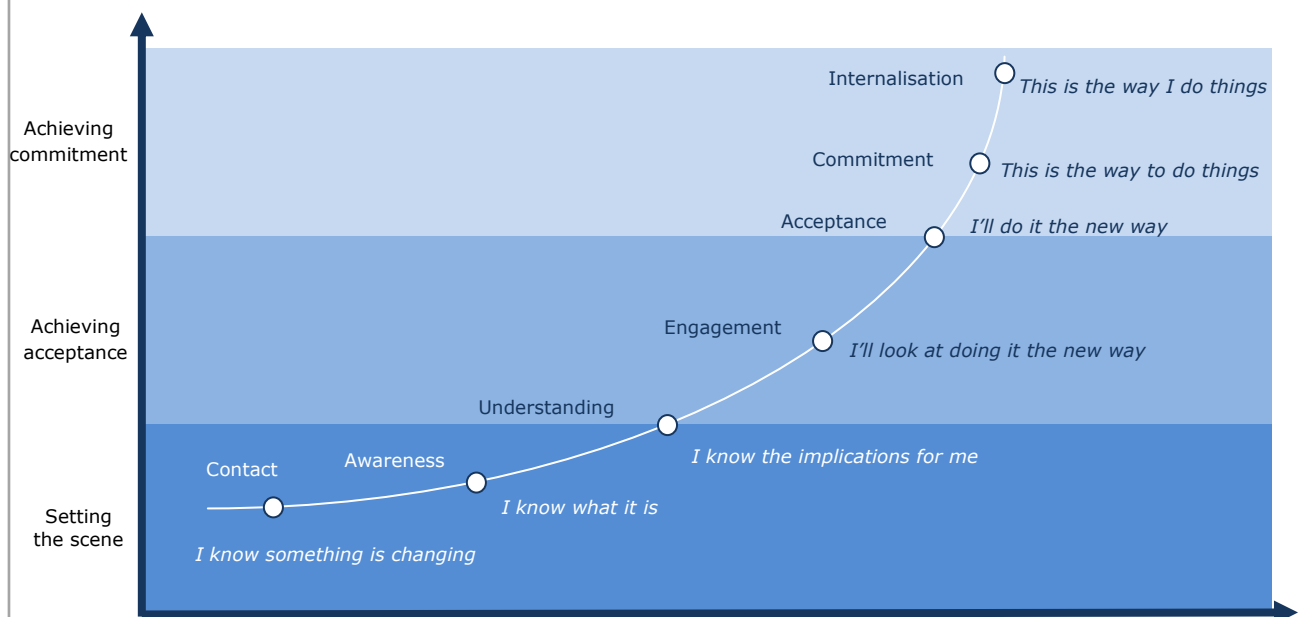 Internalisation
This is the way I do things
Achieving
commitment
Commitment
This is the way to do things
Acceptance
I'll do it the new way
Achieving
acceptance
Engagement
I'll look at doing it the new way
Understanding
I know the implications for me
Contact
Awareness
I know what it is
Setting
the scene
I know something is changing